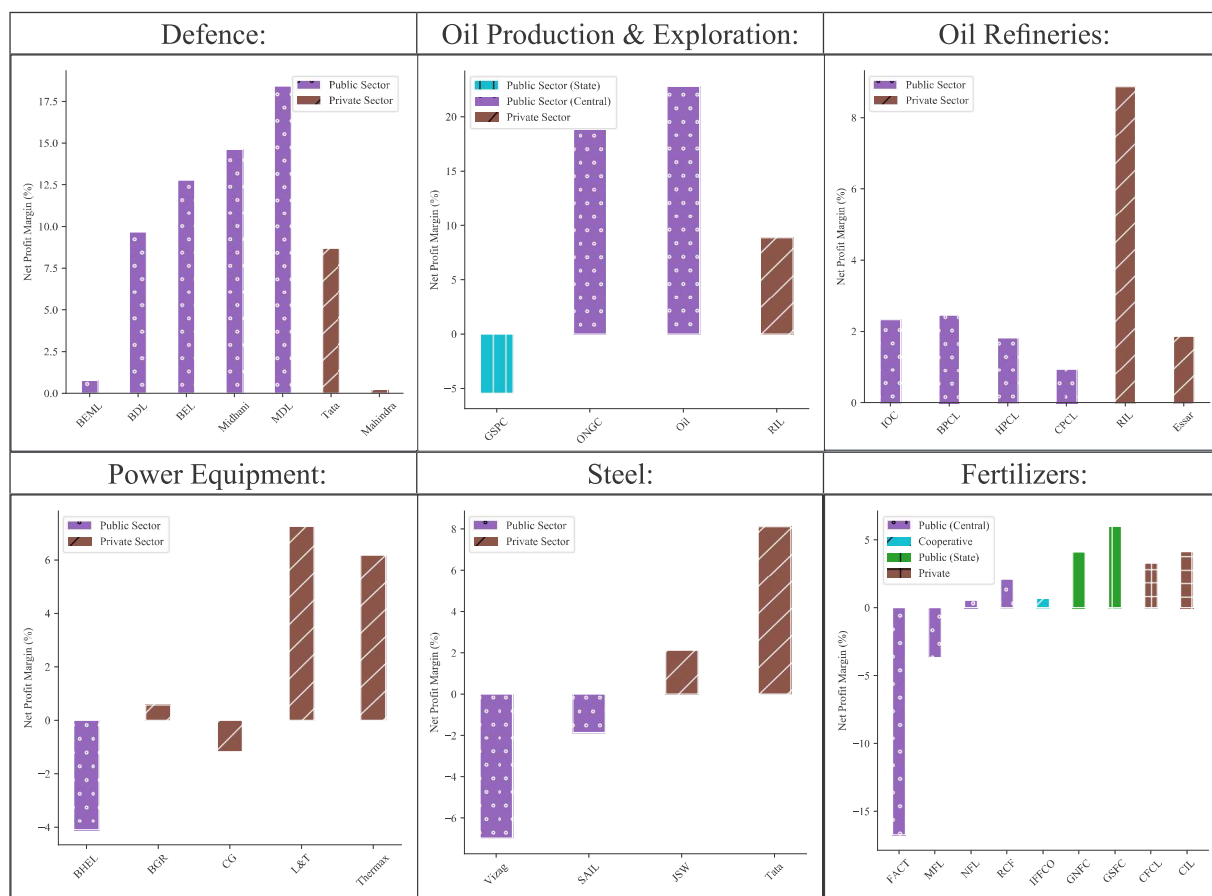 Defence:
Oil Production & Exploration:
Oil Refineries:
Net Profit Margin (%)
17.5
15.0
12.5
10.0
7.5
5.0
2.5
0.0
Public Sector
Private Sector
BEML
BDL
BEL
Midhani
MDL
Tata
Mahindra
Net Profit Margin (%)
20
15
10
5
0
−5
Public Sector (State)
Public Sector (Central)
Private Sector
GSPC
ONGC
Oil
RIL
Net Profit Margin (%)
8
6
4
2
0
Public Sector
Private Sector
IOC
BPCL
HPCL
CPCL
RIL
Essar
Power Equipment:
Steel:
Fertilizers:
Net Profit Margin (%)
6
4
2
0
−2
−4
Public Sector
Private Sector
BHEL
BGR
CG
L&T
Thermax
Net Profit Margin (%)
8
6
4
2
0
−2
−4
−6
Public Sector
Private Sector
Vizag
SAIL
JSW
Tata
Net Profit Margin (%)
5
0
−5
−10
−15
Public (Central)
Cooperative
Public (State)
Private
FACT
MFL
NFL
RCF
IFFCO
GNFC
GSFC
CFCL
CIL